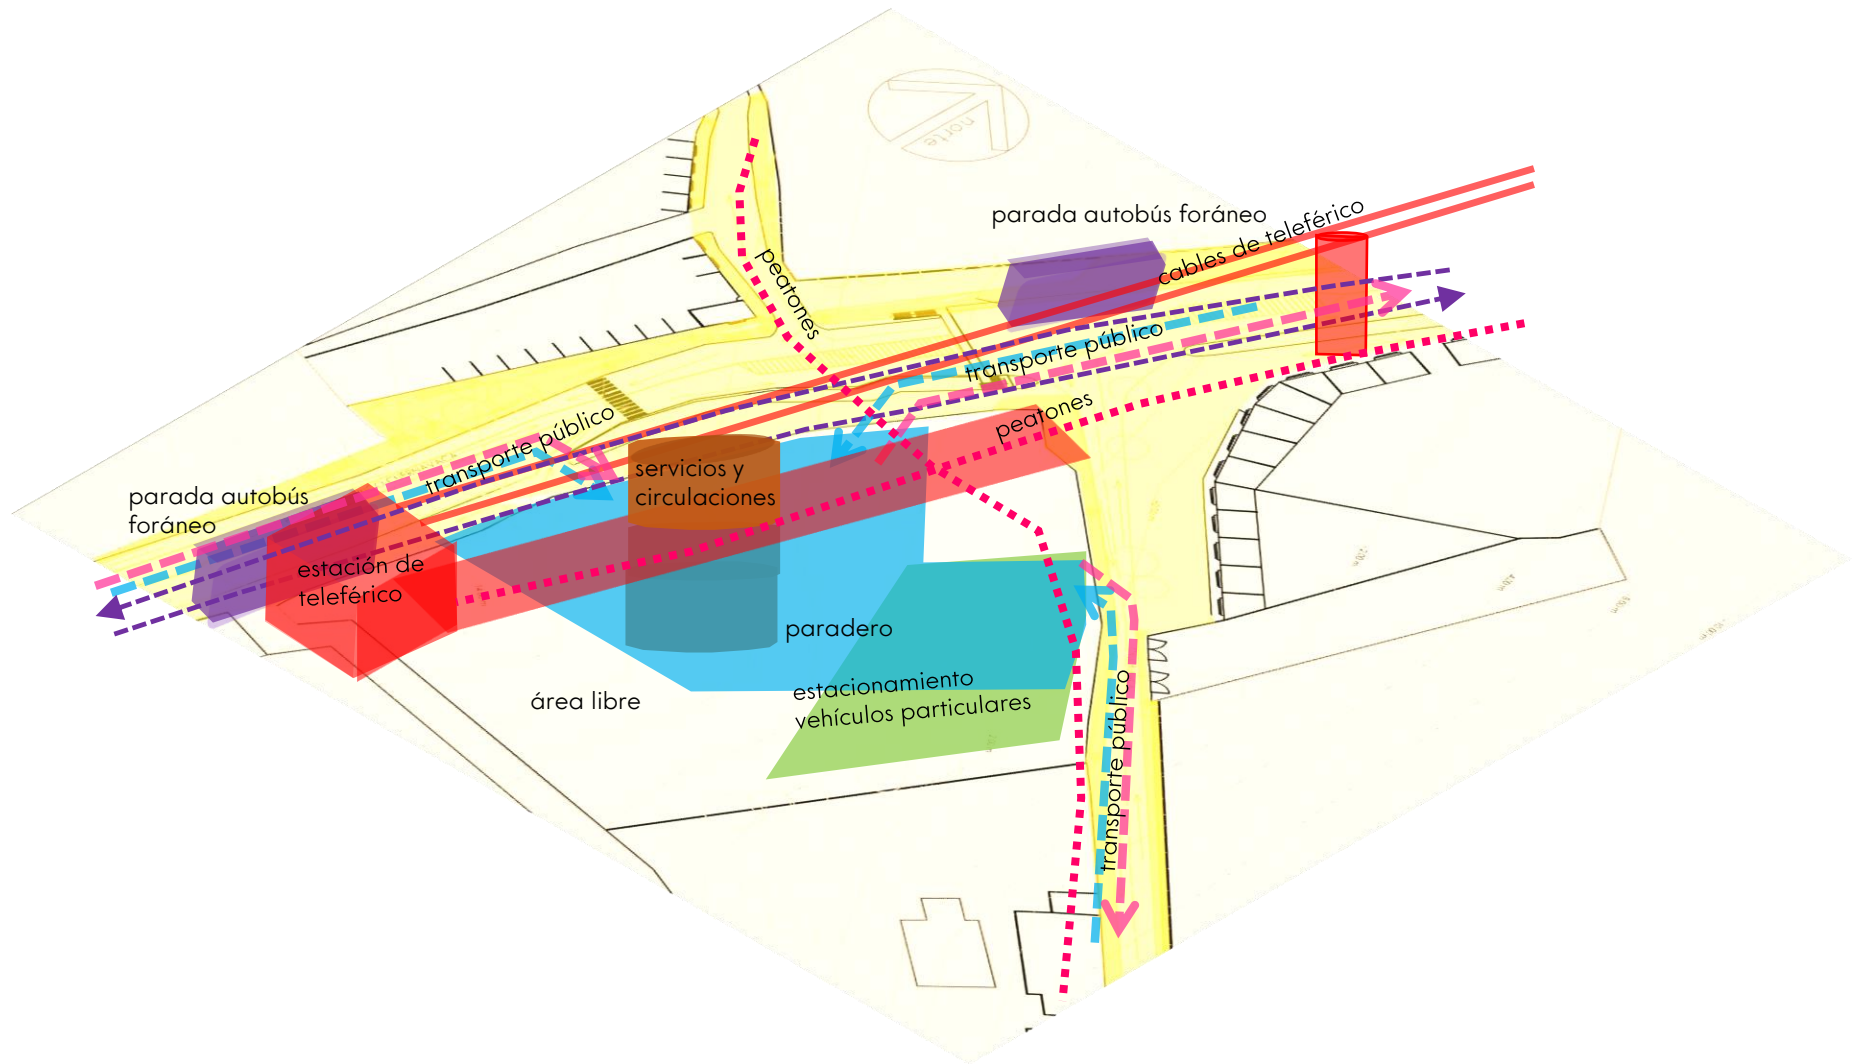 norte
parada autobús foráneo
cables de teleférico
peatones
transporte público
peatones
transporte público
servicios y
circulaciones
parada autobús
foráneo
estación de
teleférico
paradero
estacionamiento
vehículos particulares
área libre
transporte público